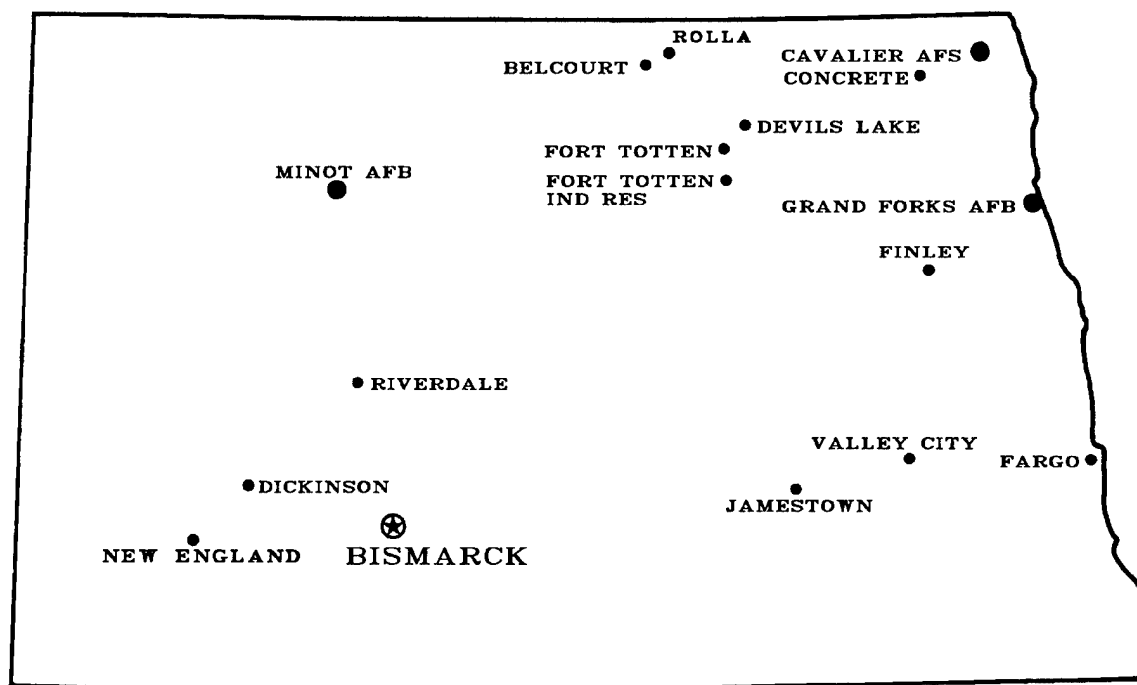 ROLLA
BELCOURT
CAVALIER AFS
CONCRETE
DEVILS LAKE
FORT TOTTEN
MINOT AFB
FORT TOTTEN
IND RES
GRAND FORKS AFB
FINLEY
RIVERDALE
VALLEY CITY
FARGO
DICKINSON
JAMESTOWN
NEW ENGLAND
BISMARCK